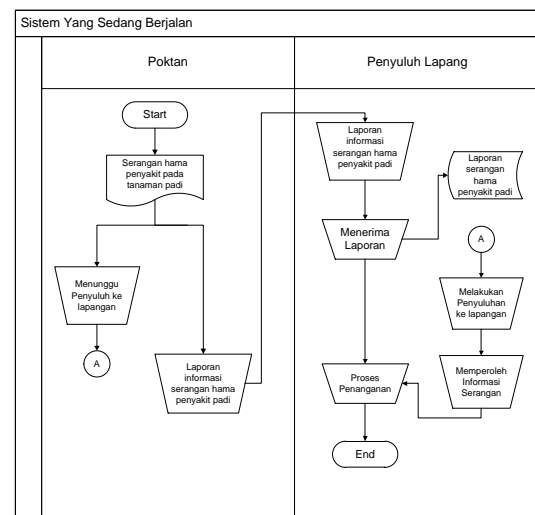 Sistem Yang Sedang Berjalan
Poktan
Penyuluh Lapang
Start
Serangan hama
penyakit pada
tanaman padi
Menunggu
Penyuluh ke
lapangan
A
Laporan
informasi
serangan hama
penyakit padi
Laporan
informasi
serangan hama
penyakit padi
Laporan
serangan
hama
penyakit padi
Menerima
Laporan
A
Melakukan
Penyuluhan
ke lapangan
Memperoleh
Informasi
Serangan
Proses
Penanganan
End